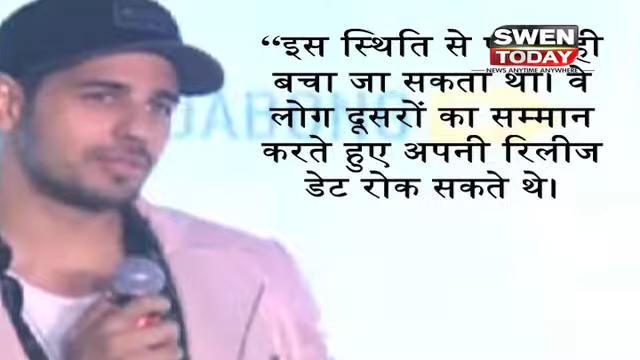 SWEN
TODAY
NEWS ANYTIME ANYWHERE
“इस स्थिति से ही
बचा जा सकता था। वे
लोग दूसरों का सम्मान
करते हुए अपनी रिलीज
डेट रोक सकते थे।